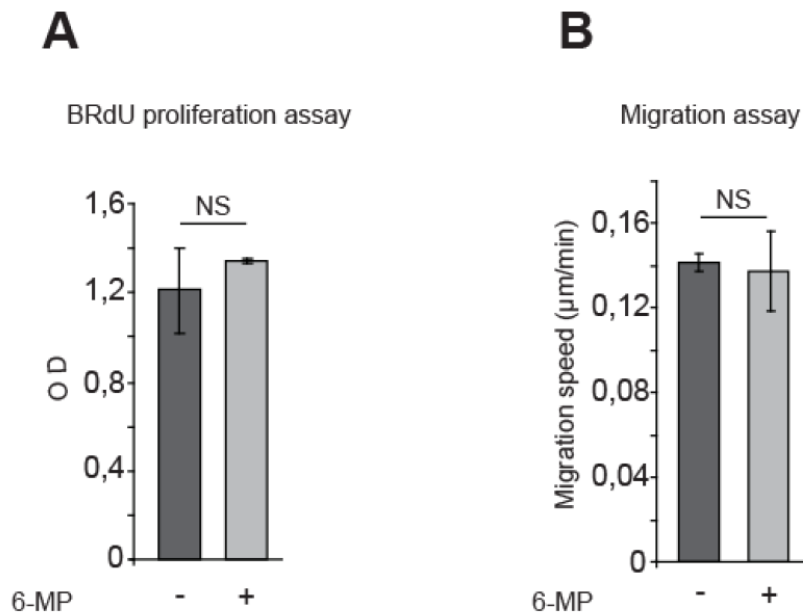 A
BRdU proliferation assay
NS
1,6
1,2
0,8
0,4
0
O D
6-MP - +
B
Migration assay
NS
0,16
0,12
0,08
0,04
0
Migration speed (µm/min)
6-MP - +